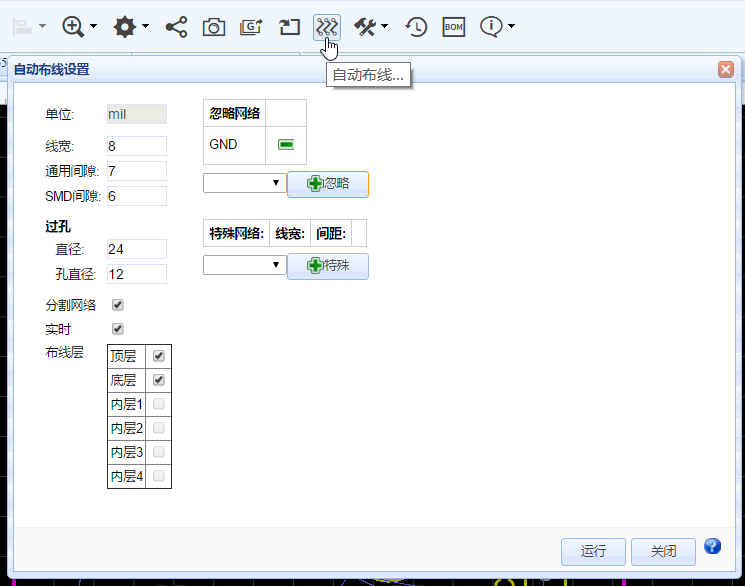 G
BOM
自动布线...
自动布线设置
单位: mil
线宽: 8
通用间隙: 7
SMD间隙: 6
过孔
直径: 24
孔直径: 12
分割网络
实时
布线层
顶层
底层
内层1
内层2
内层3
内层4
忽略网络
GND
忽略
特殊网络: 线宽: 间距:
特殊
运行 关闭 ?